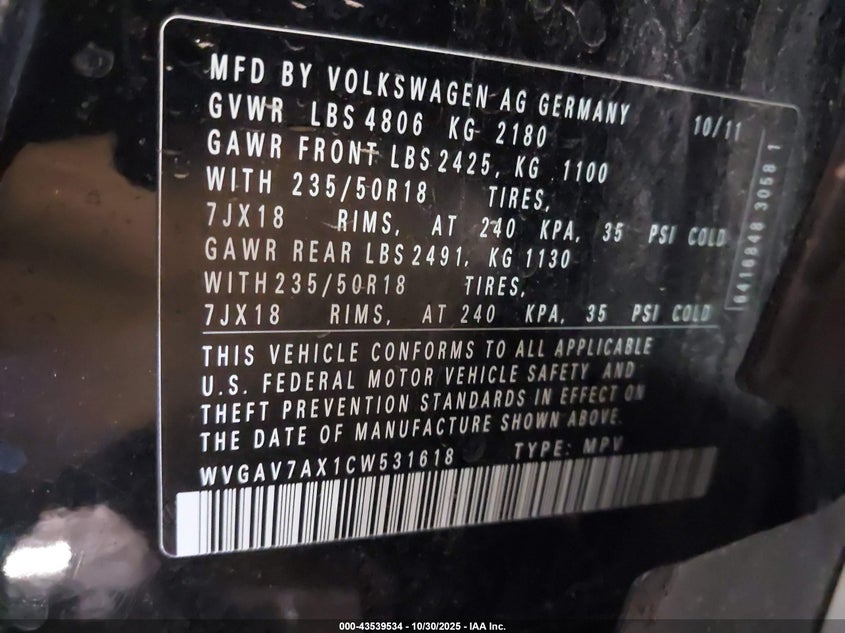 MFD BY VOLKSWAGEN AG GERMANY 10/11
GVWR LBS 4806 KG 2180
GAWR FRONT LBS 2425, KG 1100
WITH 235/50R18 TIRES,
7JX18 RIMS, AT 240 KPA, 35 PSI COLD
GAWR REAR LBS 2491, KG 1130
WITH 235/50R18 TIRES,
7JX18 RIMS, AT 240 KPA, 35 PSI COLD
THIS VEHICLE CONFORMS TO ALL APPLICABLE
U.S. FEDERAL MOTOR VEHICLE SAFETY AND
THEFT PREVENTION STANDARDS IN EFFECT ON
THE DATE OF MANUFACTURE SHOWN ABOVE.
WVGAV7AX1CW531618 TYPE: MPV
6416848 3058 1
000-43539534 - 10/30/2025 - IAA Inc.